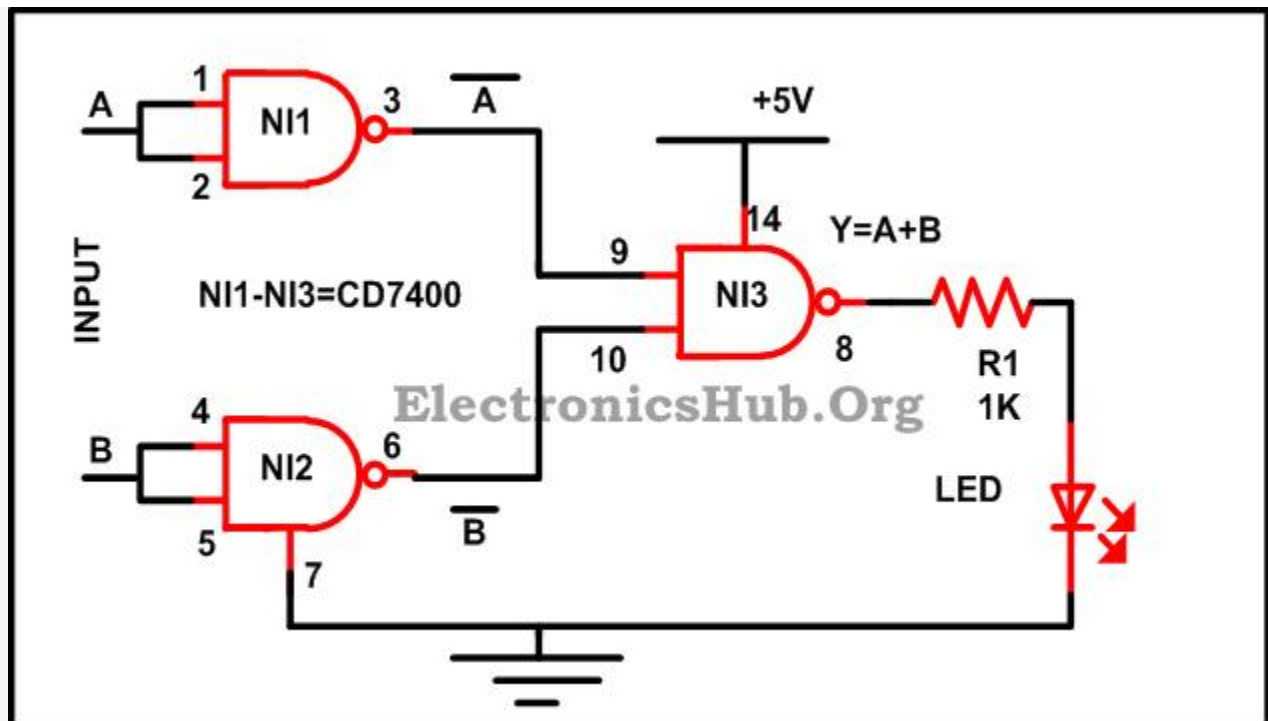 A
1
2
NI1
3
A
+5V
14
Y=A+B
9
10
NI3
8
R1
1K
LED
INPUT
NI1-NI3=CD7400
ElectronicsHub.Org
B
4
5
NI2
6
B
7